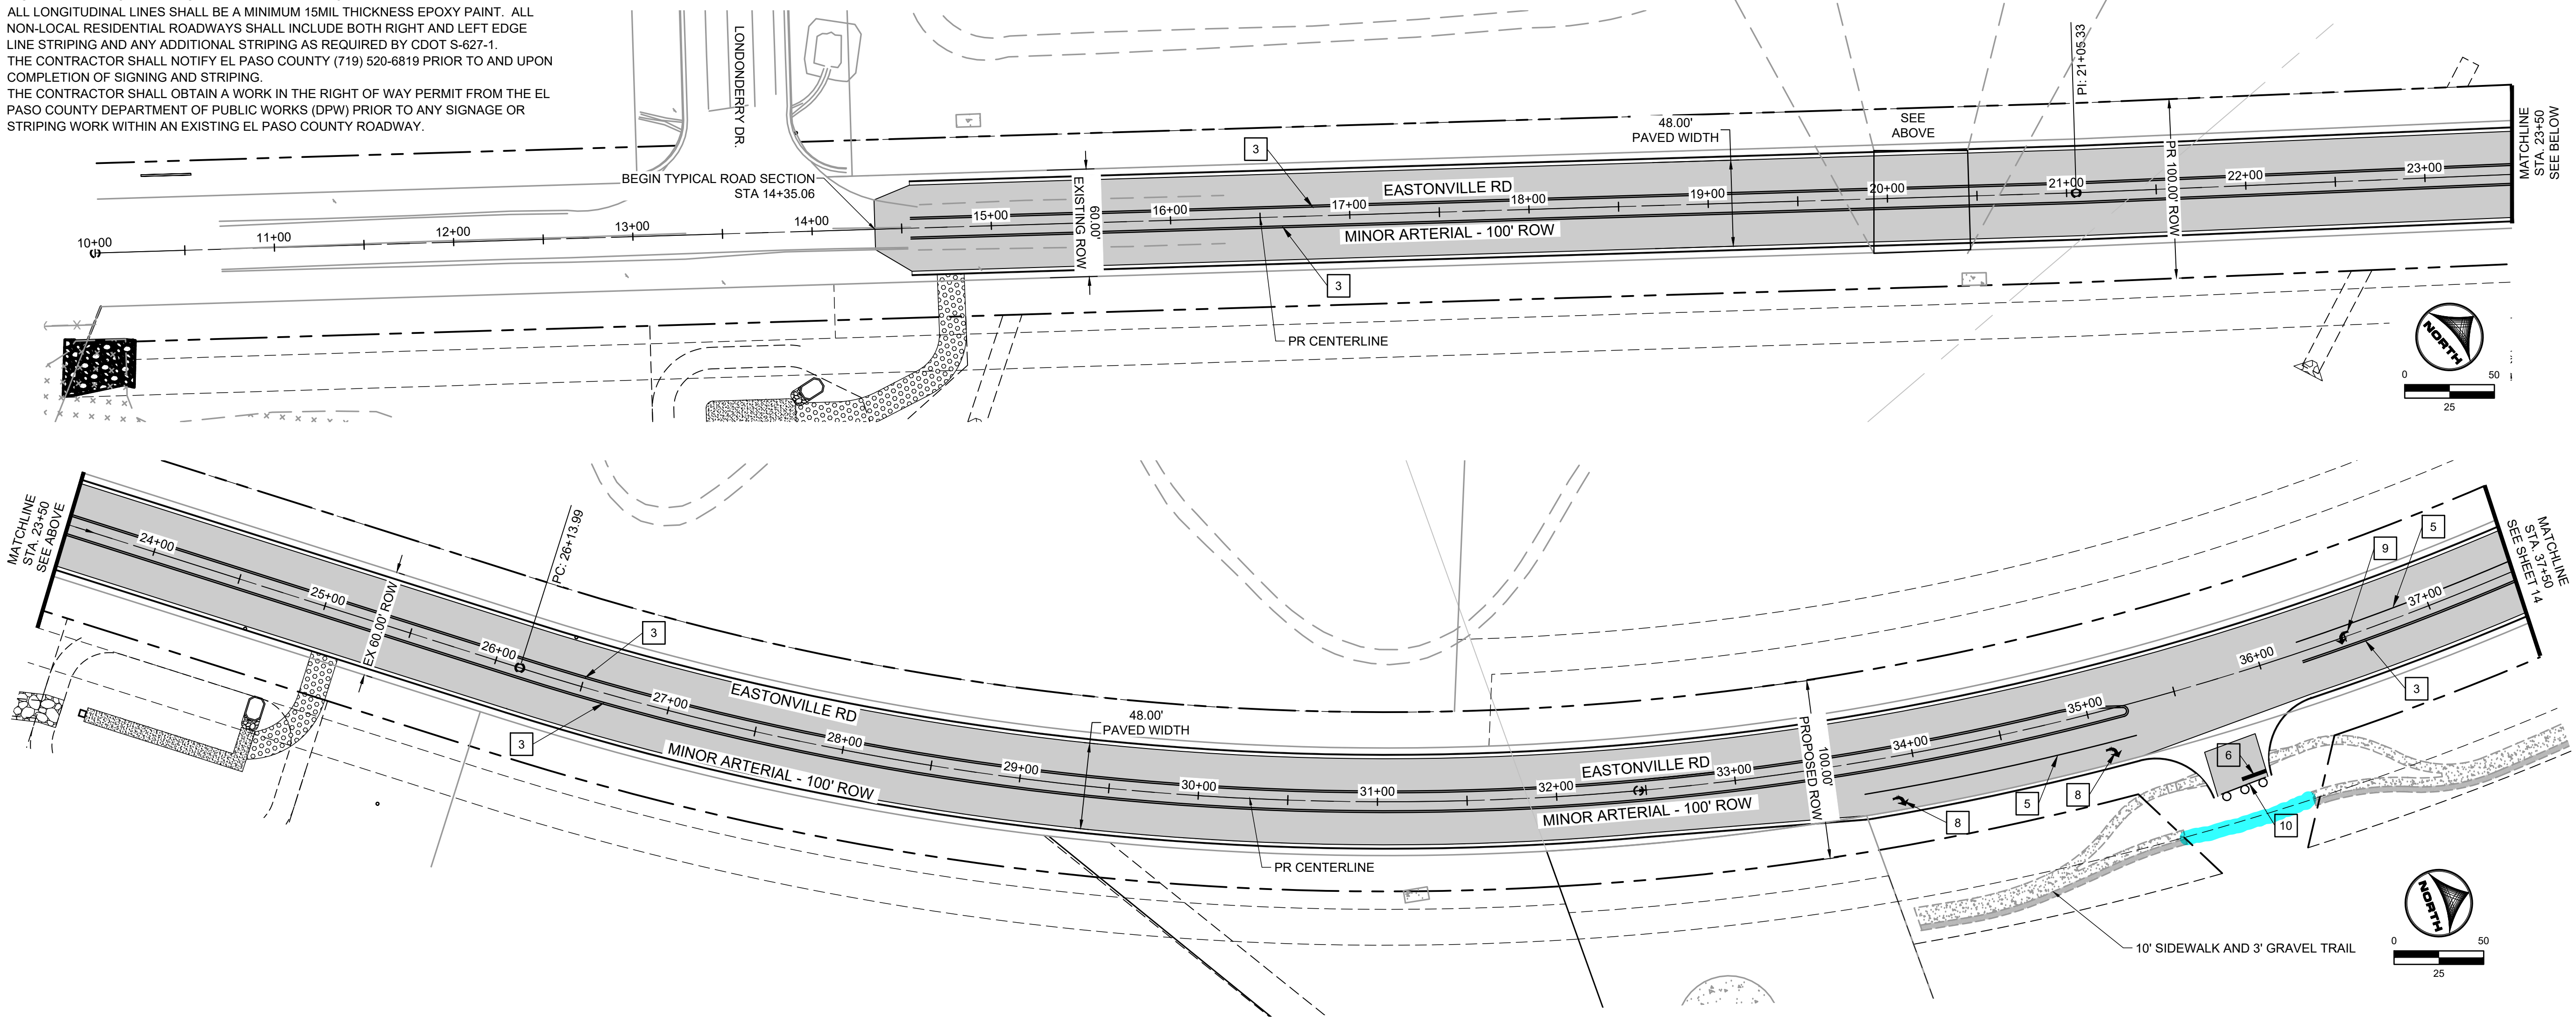 ALL LONGITUDINAL LINES SHALL BE A MINIMUM 15MIL THICKNESS EPOXY PAINT. ALL
NON-LOCAL RESIDENTIAL ROADWAYS SHALL INCLUDE BOTH RIGHT AND LEFT EDGE
LINE STRIPING AND ANY ADDITIONAL STRIPING AS REQUIRED BY CDOT S-627-1.
THE CONTRACTOR SHALL NOTIFY EL PASO COUNTY (719) 520-6819 PRIOR TO AND UPON
COMPLETION OF SIGNING AND STRIPING.
THE CONTRACTOR SHALL OBTAIN A WORK IN THE RIGHT OF WAY PERMIT FROM THE EL
PASO COUNTY DEPARTMENT OF PUBLIC WORKS (DPW) PRIOR TO ANY SIGNAGE OR
STRIPING WORK WITHIN AN EXISTING EL PASO COUNTY ROADWAY.
LONDONDERRY DR.
BEGIN TYPICAL ROAD SECTION
STA 14+35.06
10+00
11+00
12+00
13+00
14+00
15+00
16+00
17+00
18+00
19+00
20+00
21+00
22+00
23+00
60.00'
EXISTING ROW
3
EASTONVILLE RD
MINOR ARTERIAL - 100' ROW
3
PR CENTERLINE
48.00'
PAVED WIDTH
SEE
ABOVE
PI: 21+05.33
PR 100.00' ROW
MATCHLINE
STA. 23+50
SEE BELOW
NORTH
0
50
25
MATCHLINE
STA. 23+50
SEE ABOVE
24+00
25+00
26+00
27+00
28+00
29+00
30+00
31+00
32+00
33+00
34+00
35+00
36+00
37+00
EX 60.00' ROW
PC: 26+13.99
3
3
EASTONVILLE RD
MINOR ARTERIAL - 100' ROW
48.00'
PAVED WIDTH
PR CENTERLINE
EASTONVILLE RD
MINOR ARTERIAL - 100' ROW
100.00'
PROPOSED ROW
8
5
8
6
10
9
5
3
MATCHLINE
STA. 37+50
SEE SHEET 14
10' SIDEWALK AND 3' GRAVEL TRAIL
NORTH
0
50
25